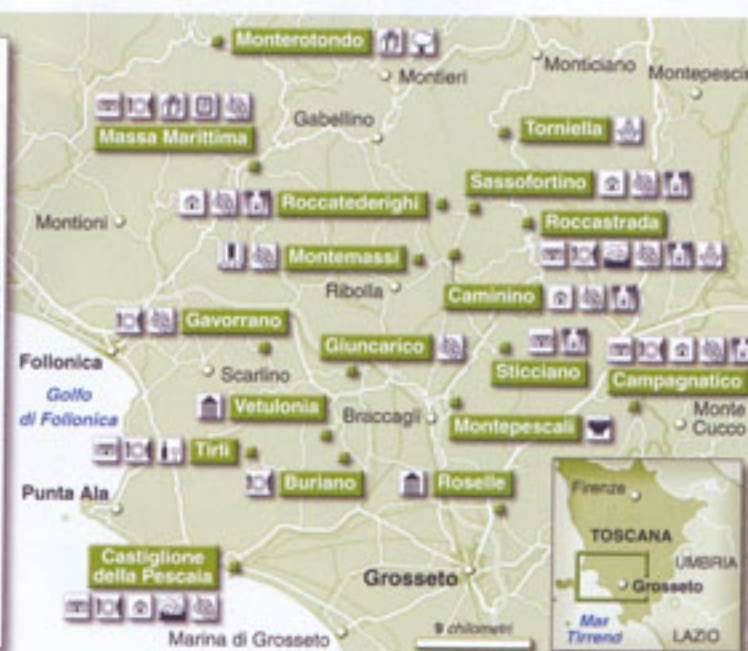 Monterotondo
Montieri
Monticiano
Montepesci
Gabellino
Massa Marittima
Torniella
Sassofortino
Roccatederighi
Montioni
Roccastrada
Montemassi
Ribolla
Caminino
Gavorrano
Giuncarico
Follonica
Scarlino
Sticciano
Campagnatico
Golfo
di Follonica
Vetulonia
Braccagli
Montepescali
Monte
Cucco
Tirli
Buriano
Roselle
Punta Ala
Firenze
TOSCANA
UMBRIA
Grosseto
Castiglione
della Pescaia
Grosseto
Mar
Tirrend
LAZIO
9 chilometri
Marina di Grosseto